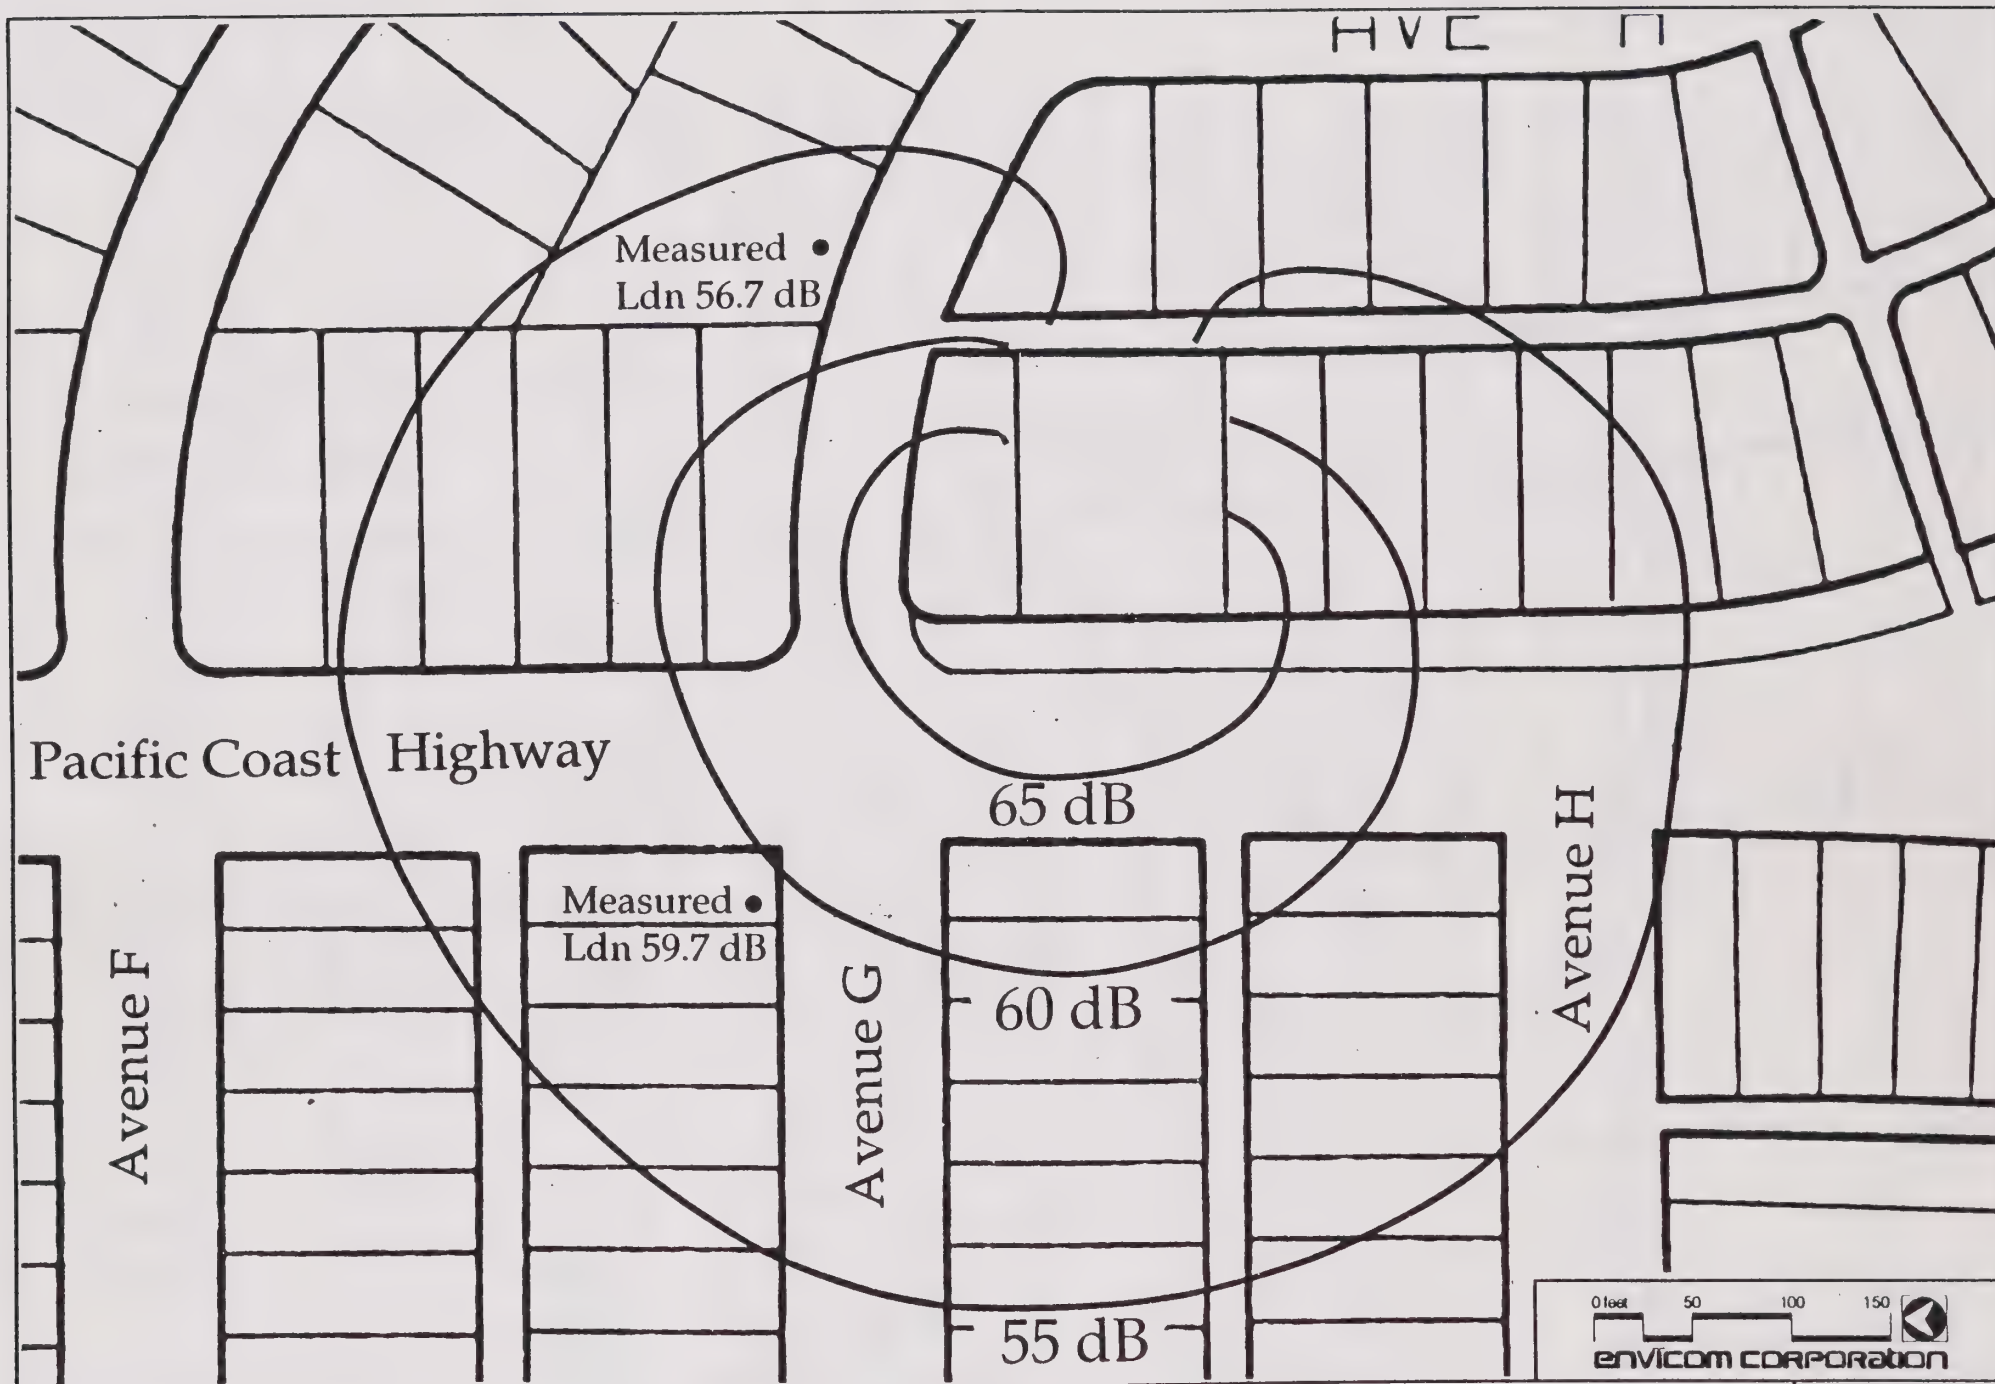 AVE H
Measured
Ldn 56.7 dB
Pacific Coast Highway
65 dB
Measured
Ldn 59.7 dB
60 dB
55 dB
Avenue F
Avenue G
Avenue H
0 feet 50 100 150
envicom corporation